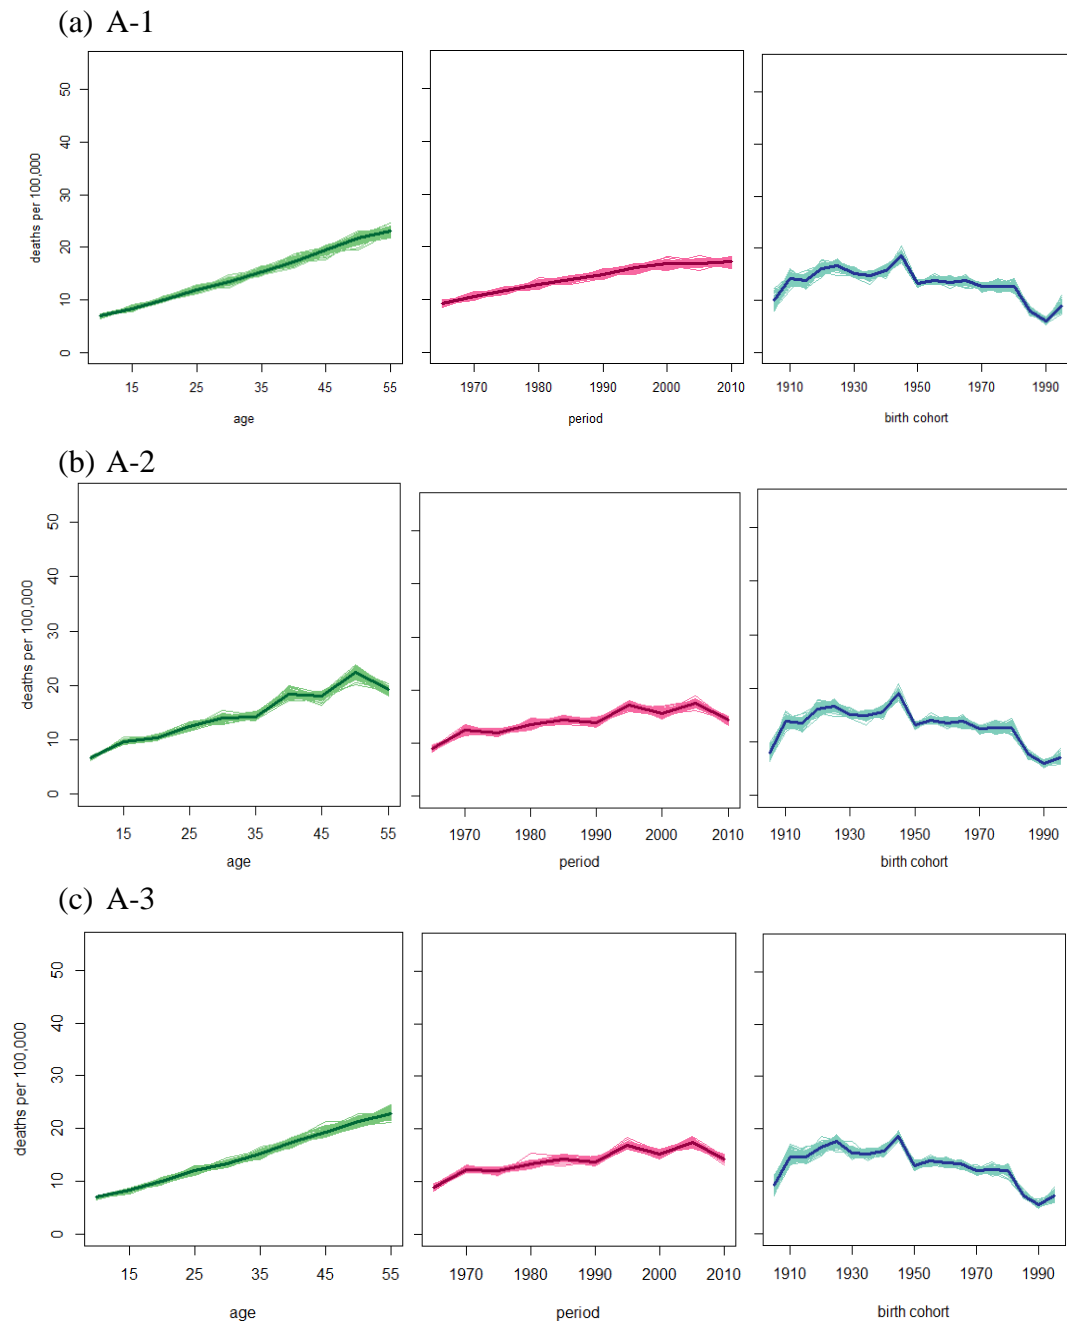 (a) A-1
deaths per 100,000
50
40
30
20
10
0
15 25 35 45 55
age
1970 1980 1990 2000 2010
period
1910 1930 1950 1970 1990
birth cohort
(b) A-2
deaths per 100,000
50
40
30
20
10
0
15 25 35 45 55
age
1970 1980 1990 2000 2010
period
1910 1930 1950 1970 1990
birth cohort
(c) A-3
deaths per 100,000
50
40
30
20
10
0
15 25 35 45 55
age
1970 1980 1990 2000 2010
period
1910 1930 1950 1970 1990
birth cohort